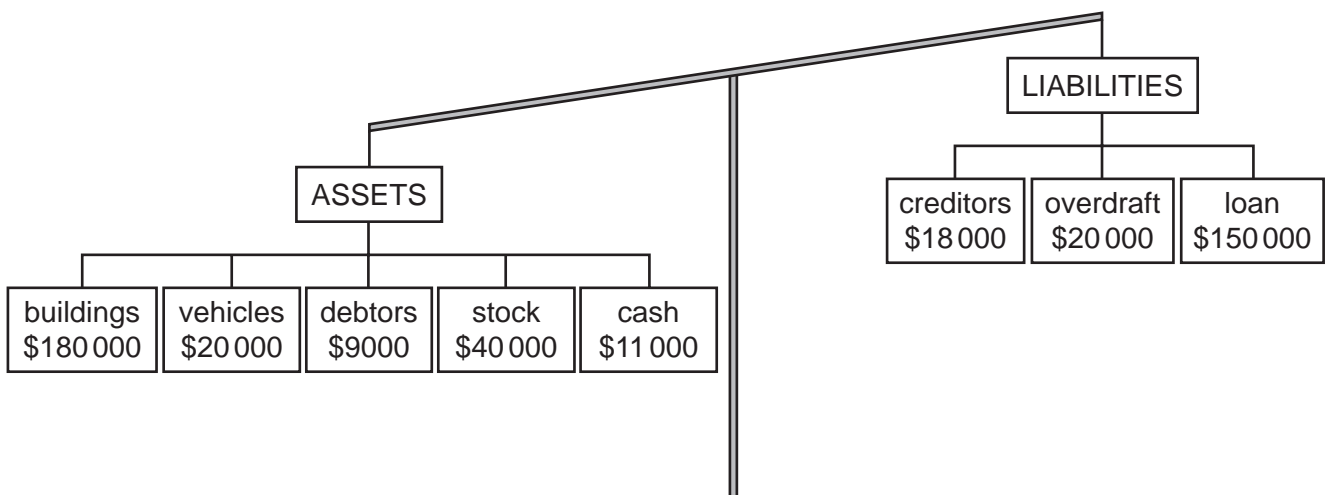 LIABILITIES
creditors
$18 000
overdraft
$20 000
loan
$150 000
ASSETS
buildings
$180 000
vehicles
$20 000
debtors
$9000
stock
$40 000
cash
$11 000